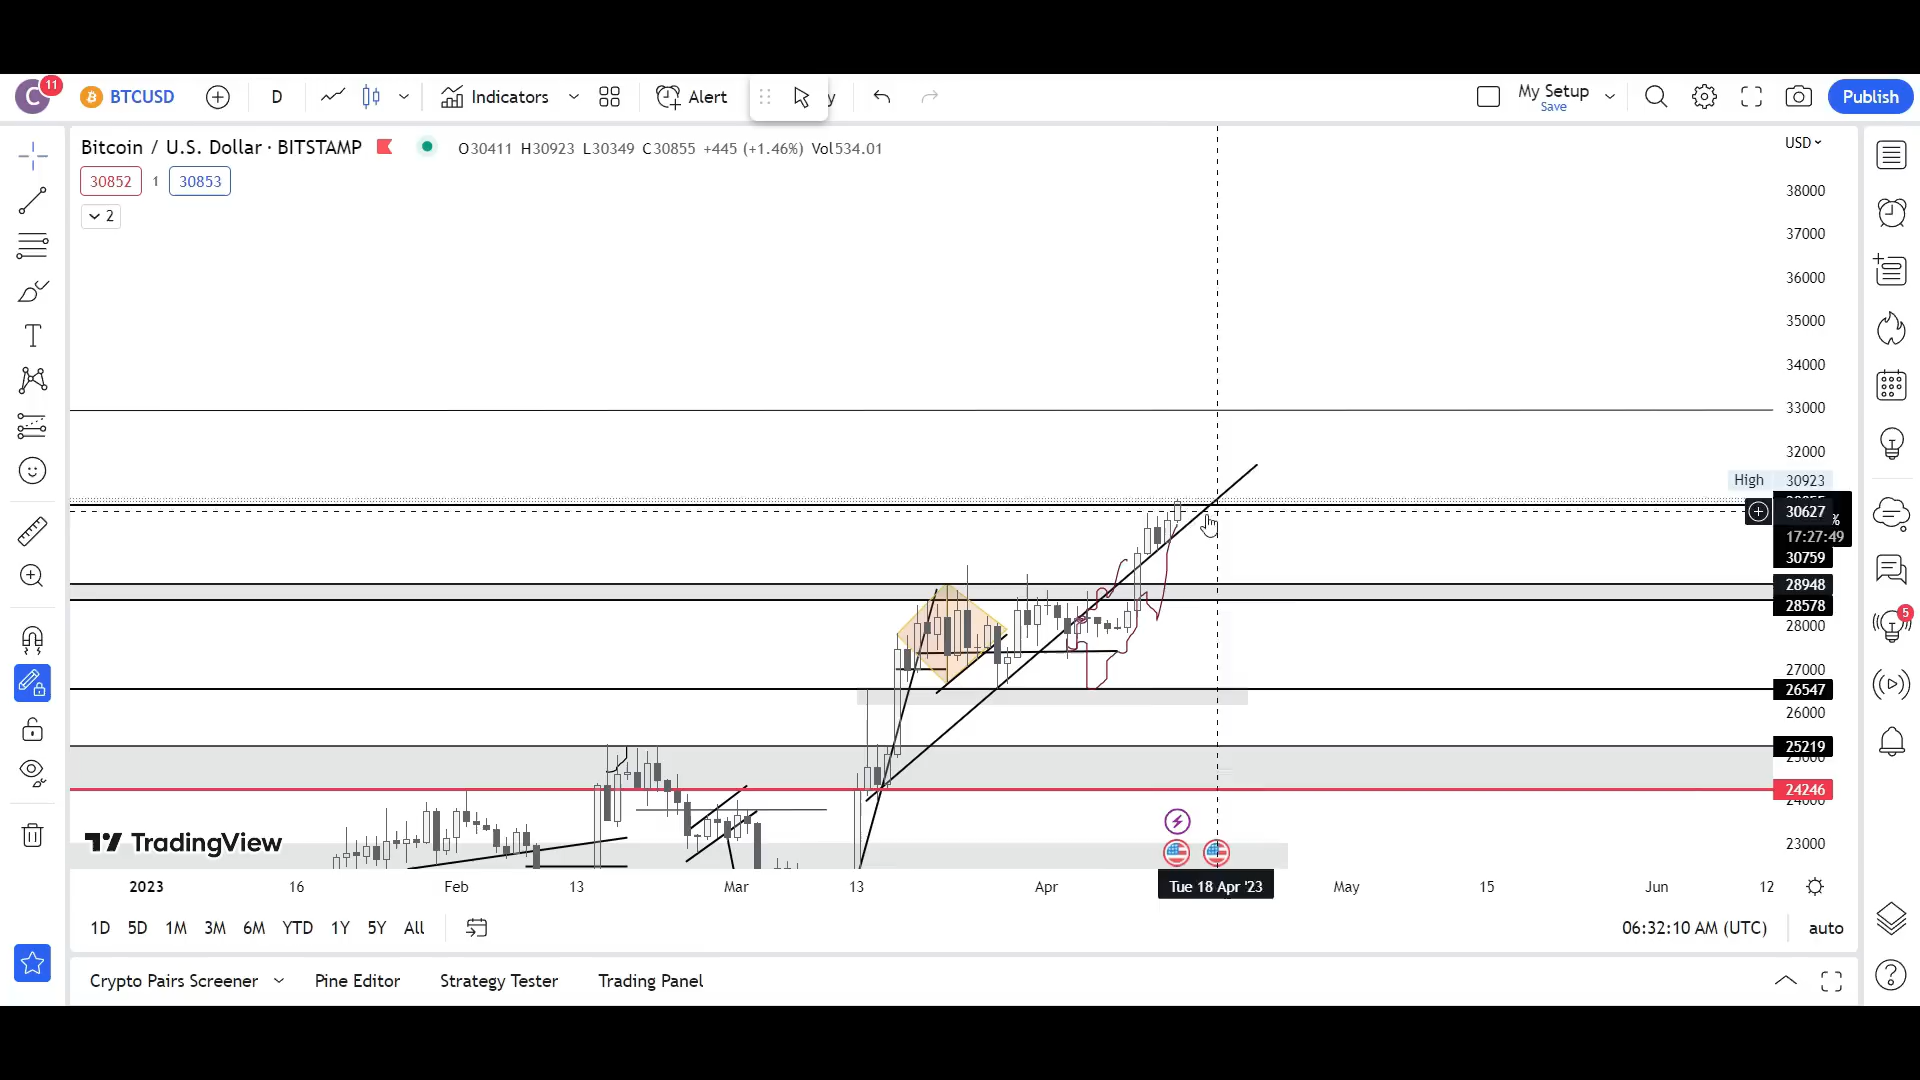 C 11 BTCUSD D Indicators Alert y My Setup Save Publish
Bitcoin / U.S. Dollar · BITSTAMP O30411 H30923 L30349 C30855 +445 (+1.46%) Vol534.01
USD
30852 1 30853
2
38000
37000
36000
35000
34000
33000
32000
High 30923
30627
%
17:27:49
30759
28948
28578
28000
27000
26547
26000
25219
25000
24246
24000
23000
5
TradingView
2023 16 Feb 13 Mar 13 Apr Tue 18 Apr '23 May 15 Jun 12
1D 5D 1M 3M 6M YTD 1Y 5Y All 06:32:10 AM (UTC) auto
Crypto Pairs Screener Pine Editor Strategy Tester Trading Panel